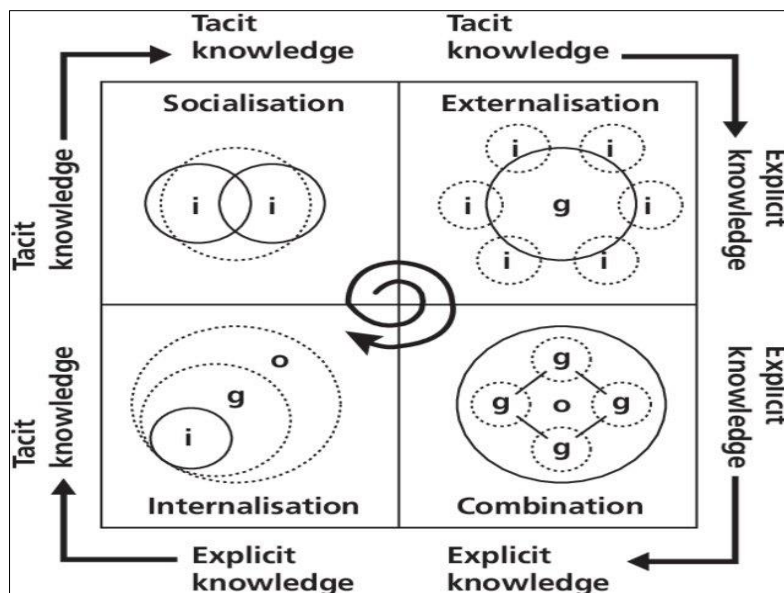 Tacit
knowledge
Tacit
knowledge
Socialisation
Externalisation
Tacit
knowledge
i i
i i
i g i
i i
Explicit
knowledge
Tacit
knowledge
o
g
i
g
g o g
g
Explicit
knowledge
Internalisation
Combination
Explicit
knowledge
Explicit
knowledge